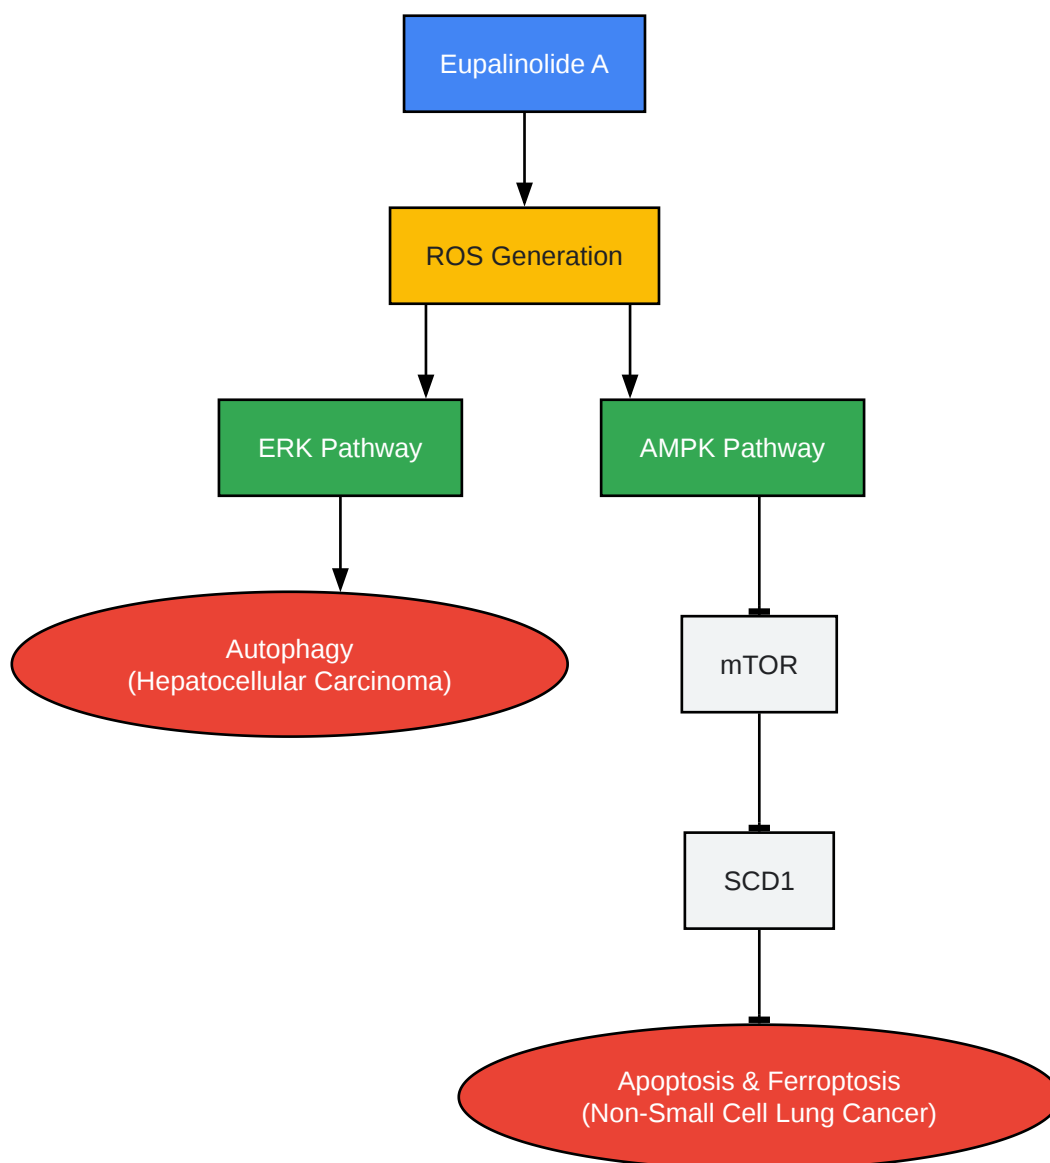 Eupalinolide A
ROS Generation
ERK Pathway
AMPK Pathway
Autophagy
(Hepatocellular Carcinoma)
mTOR
SCD1
Apoptosis & Ferroptosis
(Non-Small Cell Lung Cancer)